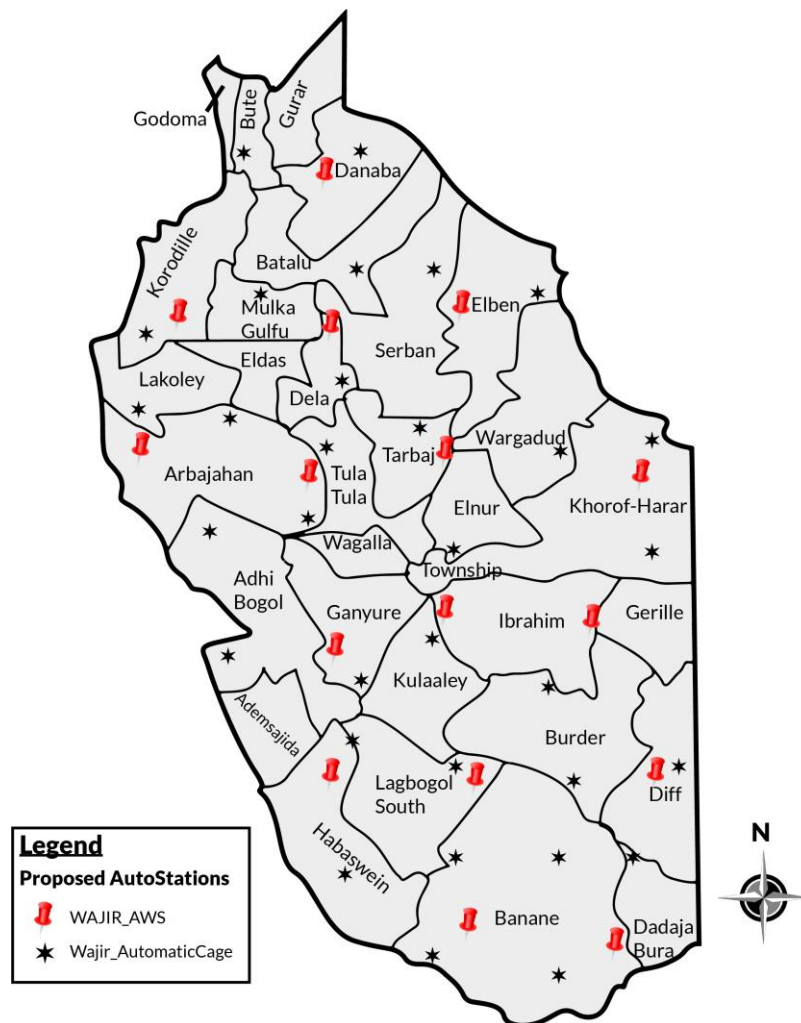 Godoma
Bute
Gurar
Danaba
Korodille
Batalu
Mulka
Gulfu
Elben
Serban
Eldas
Lakoley
Dela
Tarbaj
Wargadud
Arbajahan
Tula
Tula
Khorof-Harar
Elnur
Wagalla
Township
Adhi
Bogol
Ganyure
Ibrahim
Gerille
Kulaaley
Ademsajida
Burder
Lagbogol
South
Diff
Habaswein
Banane
Dadaja
Bura
N
Legend
Proposed AutoStations
WAJIR_AWS
Wajir_AutomaticCage